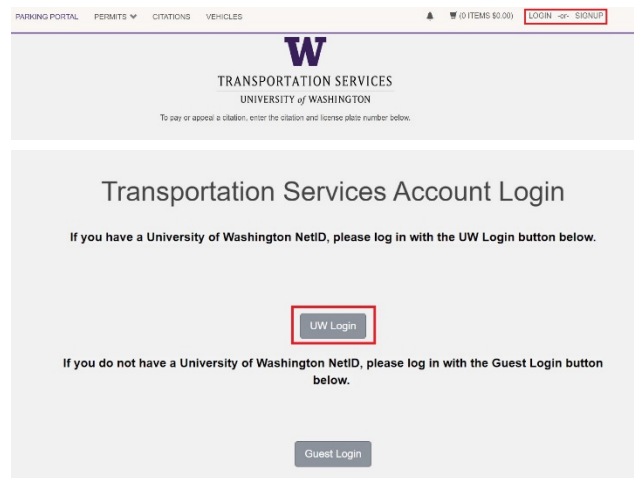 PARKING PORTAL PERMITS CITATIONS VEHICLES (0 ITEMS $0.00) LOGIN -or- SIGNUP
W
TRANSPORTATION SERVICES
UNIVERSITY of WASHINGTON
To pay or appeal a citation, enter the citation and license plate number below.
Transportation Services Account Login
If you have a University of Washington NetID, please log in with the UW Login button below.
UW Login
If you do not have a University of Washington NetID, please log in with the Guest Login button
below.
Guest Login